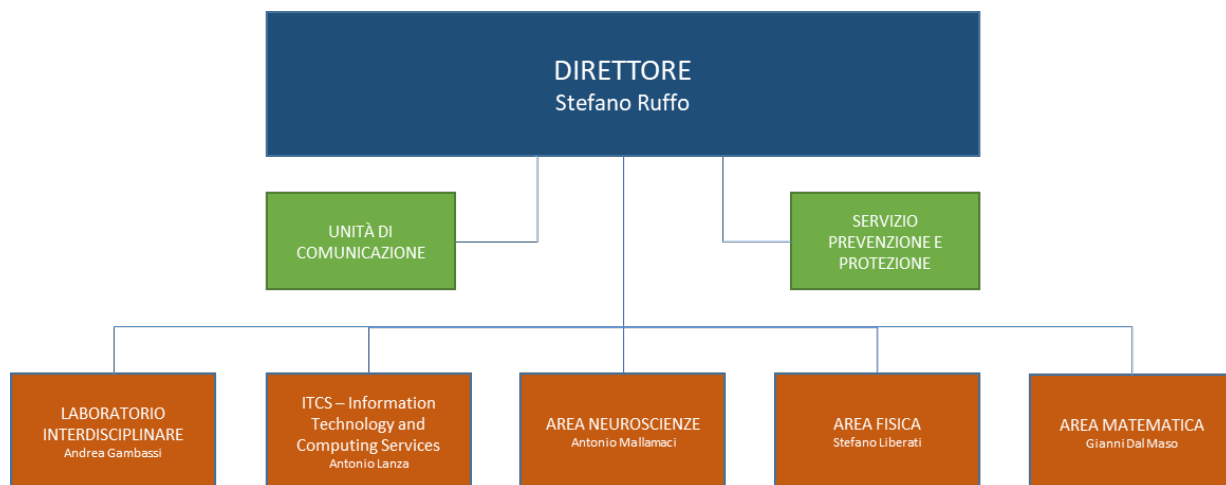 DIRETTORE
Stefano Ruffo
UNITÀ DI
COMUNICAZIONE
SERVIZIO
PREVENZIONE E
PROTEZIONE
LABORATORIO
INTERDISCIPLINARE
Andrea Gambassi
ITCS – Information
Technology and
Computing Services
Antonio Lanza
AREA NEUROSCIENZE
Antonio Mallamaci
AREA FISICA
Stefano Liberati
AREA MATEMATICA
Gianni Dal Maso